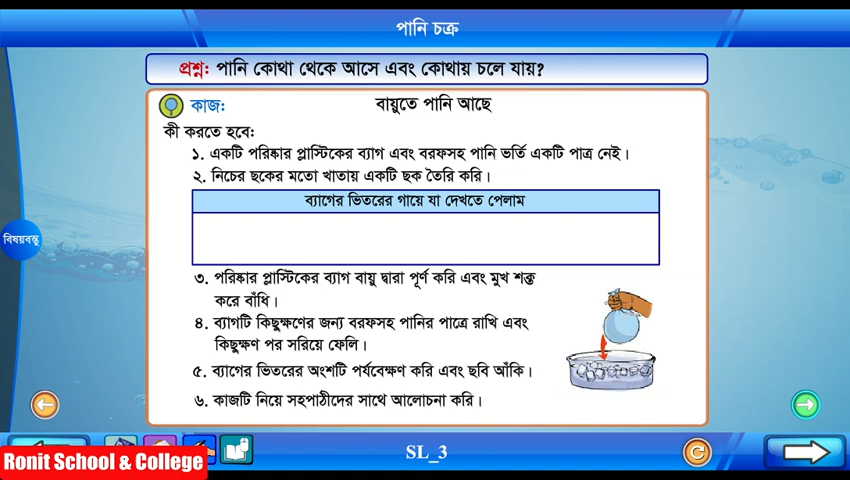 পানি চক্র
প্রশ্ন: পানি কোথা থেকে আসে এবং কোথায় চলে যায়?
কাজ: বায়ুতে পানি আছে
কী করতে হবে:
১. একটি পরিষ্কার প্লাস্টিকের ব্যাগ এবং বরফসহ পানি ভর্তি একটি পাত্র নেই।
২. নিচের ছকের মতো খাতায় একটি ছক তৈরি করি।
ব্যাগের ভিতরের গায়ে যা দেখতে পেলাম
বিষয়বস্তু
৩. পরিষ্কার প্লাস্টিকের ব্যাগ বায়ু দ্বারা পূর্ণ করি এবং মুখ শক্ত
করে বাঁধি।
৪. ব্যাগটি কিছুক্ষণের জন্য বরফসহ পানির পাত্রে রাখি এবং
কিছুক্ষণ পর সরিয়ে ফেলি।
৫. ব্যাগের ভিতরের অংশটি পর্যবেক্ষণ করি এবং ছবি আঁকি।
৬. কাজটি নিয়ে সহপাঠীদের সাথে আলোচনা করি।
SL_3
Ronit School & College